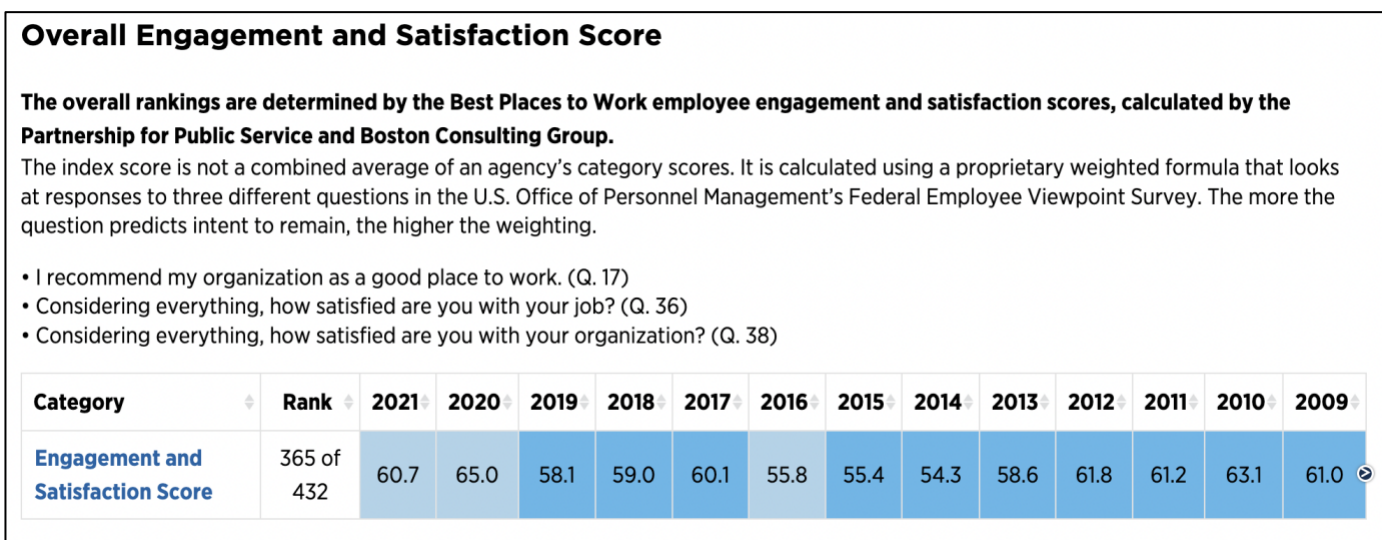 Overall Engagement and Satisfaction Score
The overall rankings are determined by the Best Places to Work employee engagement and satisfaction scores, calculated by the
Partnership for Public Service and Boston Consulting Group.
The index score is not a combined average of an agency's category scores. It is calculated using a proprietary weighted formula that looks
at responses to three different questions in the U.S. Office of Personnel Management's Federal Employee Viewpoint Survey. The more the
question predicts intent to remain, the higher the weighting.
• I recommend my organization as a good place to work. (Q. 17)
• Considering everything, how satisfied are you with your job? (Q. 36)
• Considering everything, how satisfied are you with your organization? (Q. 38)
Category Rank 2021 2020 2019 2018 2017 2016 2015 2014 2013 2012 2011 2010 2009
Engagement and Satisfaction Score 365 of 432 60.7 65.0 58.1 59.0 60.1 55.8 55.4 54.3 58.6 61.8 61.2 63.1 61.0